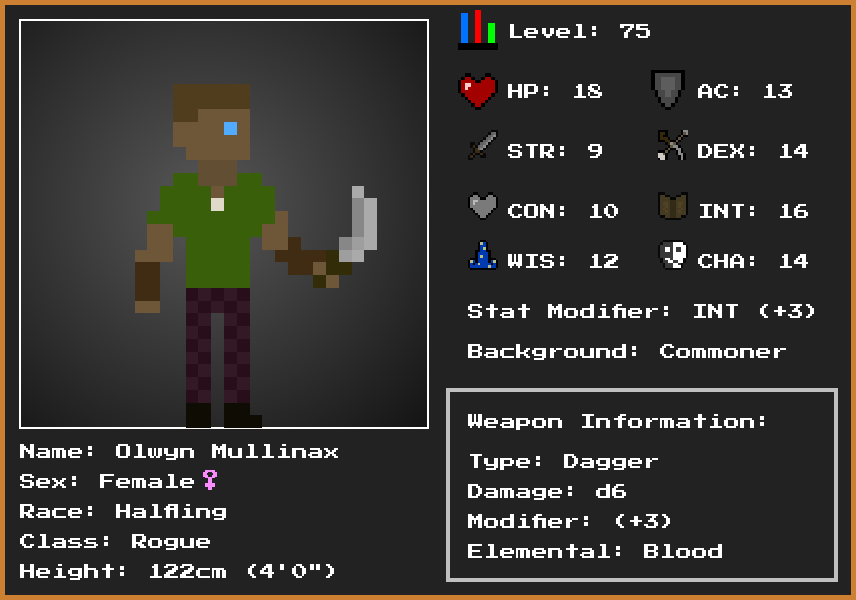 Level: 75
HP: 18
AC: 13
STR: 9
DEX: 14
CON: 10
INT: 16
WIS: 12
CHA: 14
Stat Modifier: INT (+3)
Background: Commoner
Weapon Information:
Type: Dagger
Damage: d6
Modifier: (+3)
Elemental: Blood
Name: Olwyn Mullinax
Sex: Female♀
Race: Halfling
Class: Rogue
Height: 122cm (4'0")